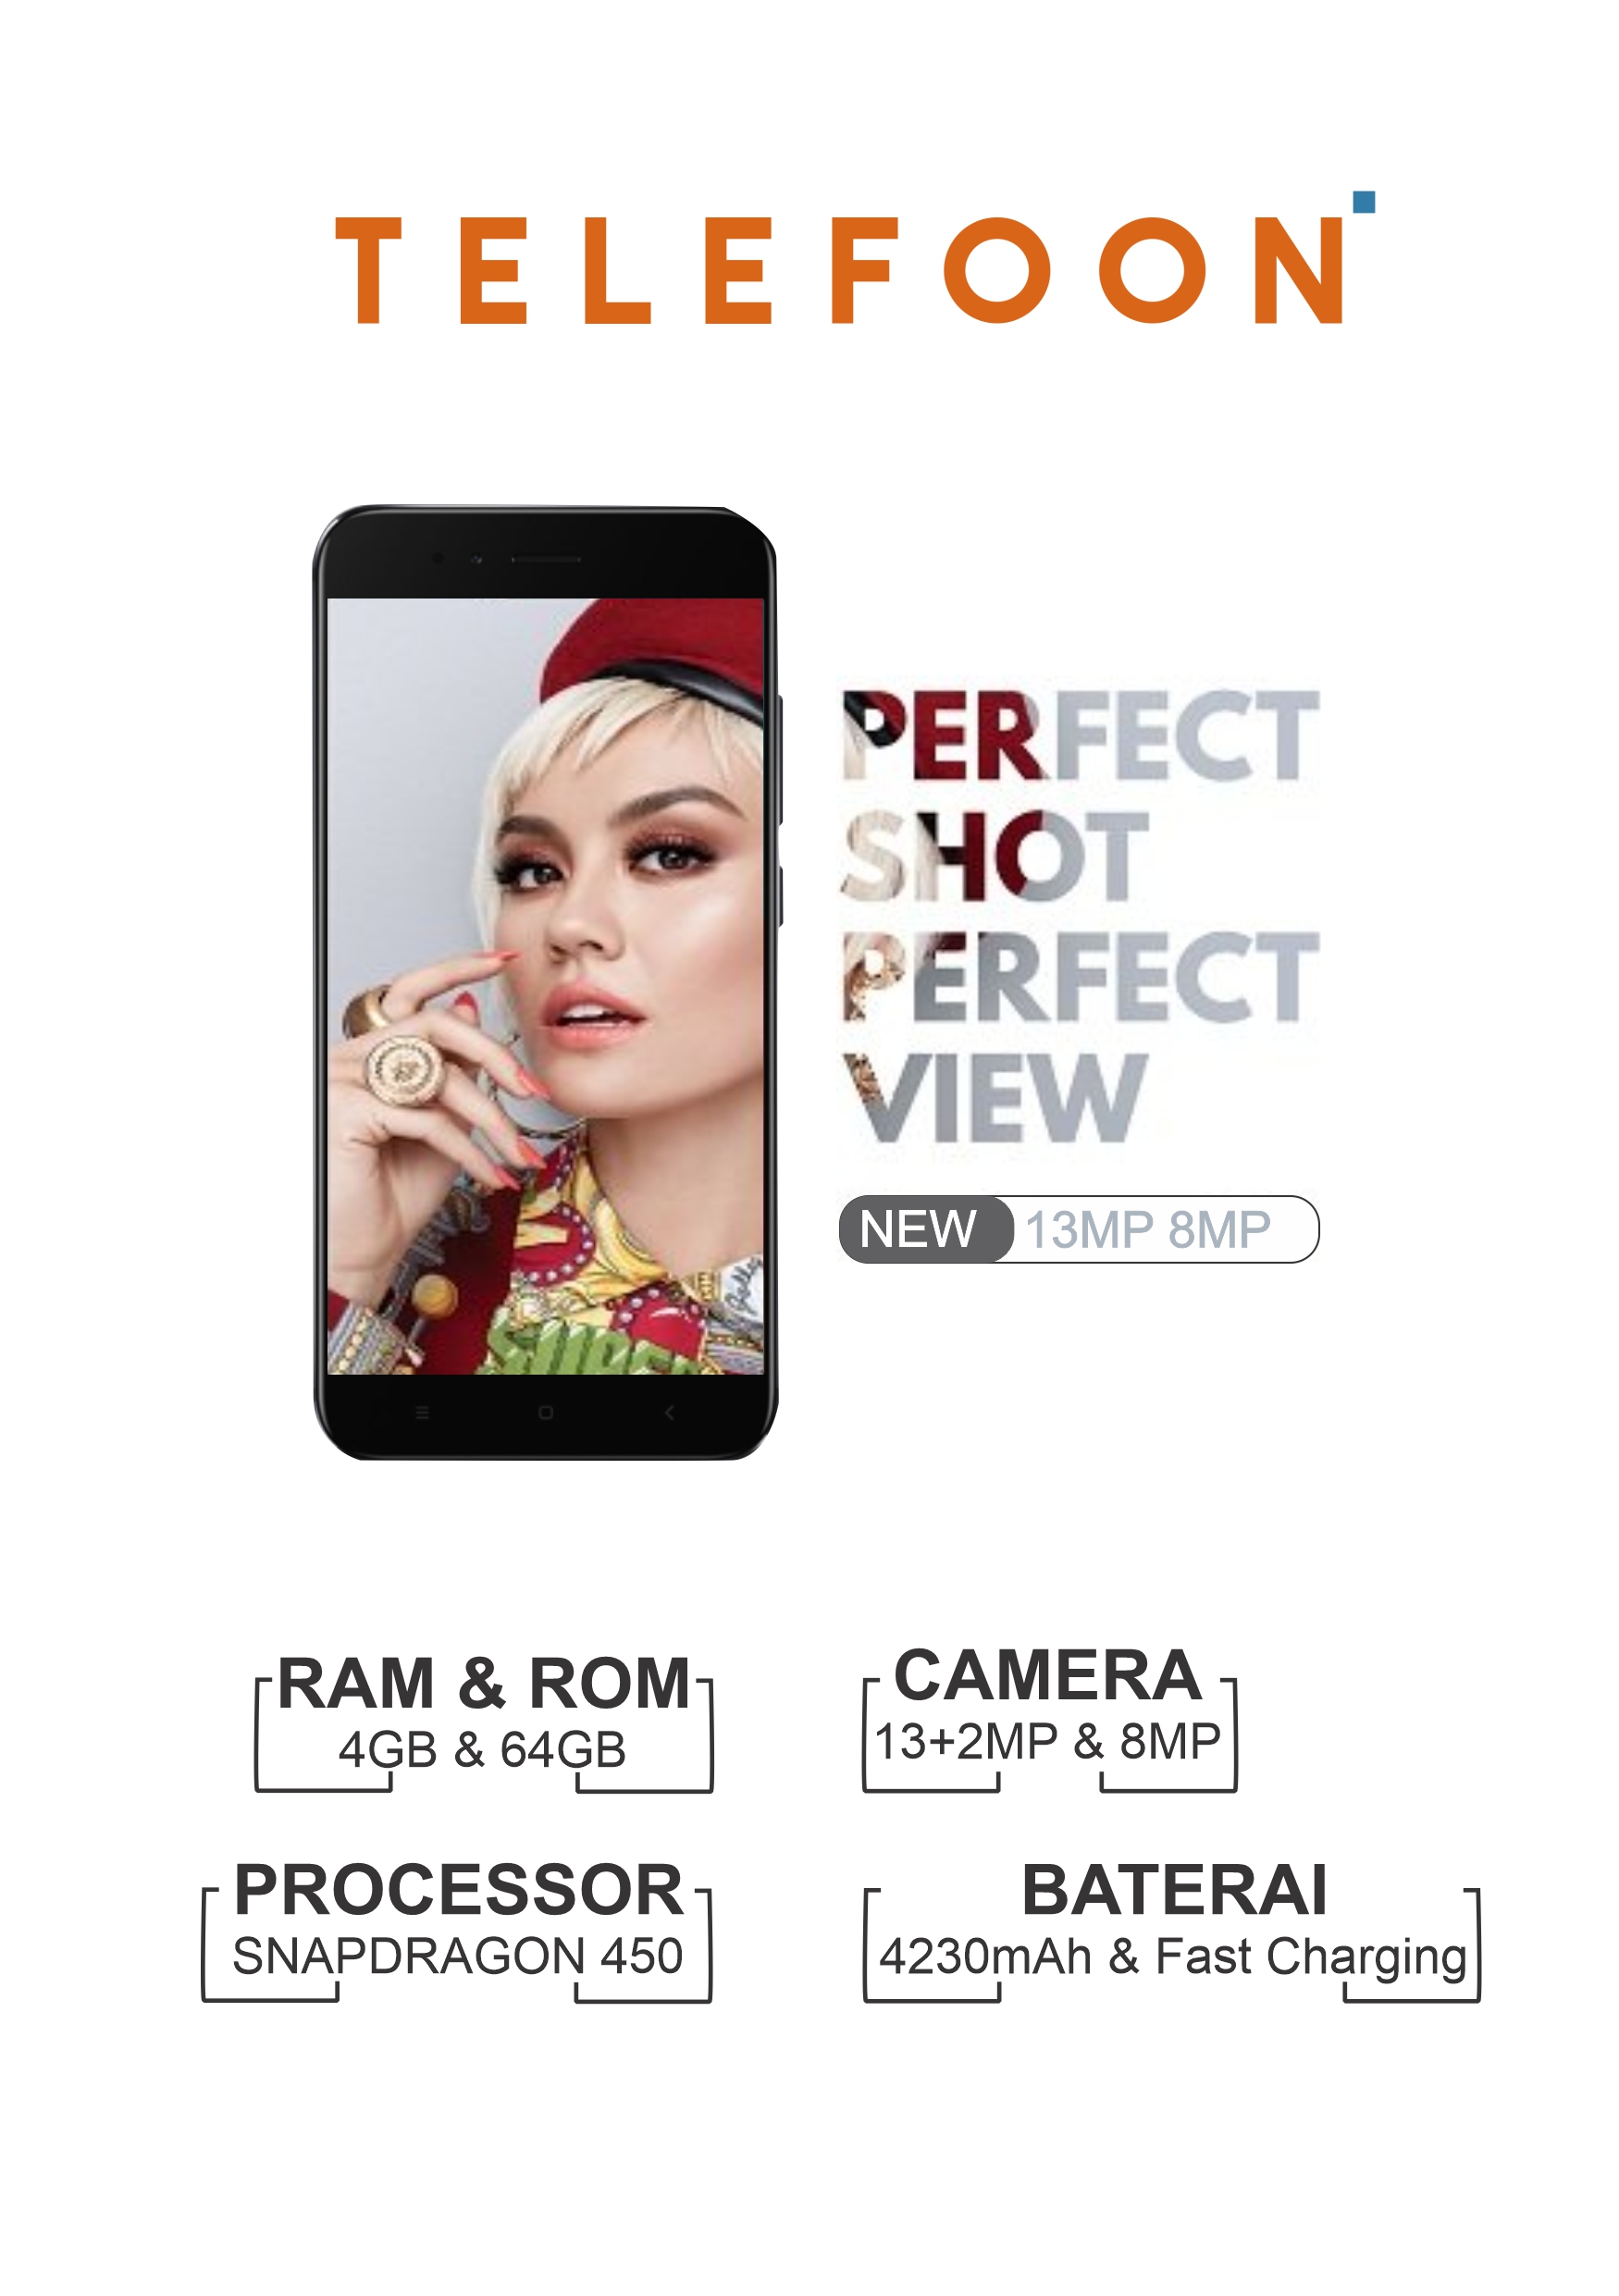 TELEFOON
PERFECT
SHOT
PERFECT
VIEW
NEW 13MP 8MP
RAM & ROM
4GB & 64GB
CAMERA
13+2MP & 8MP
PROCESSOR
SNAPDRAGON 450
BATERAI
4230mAh & Fast Charging